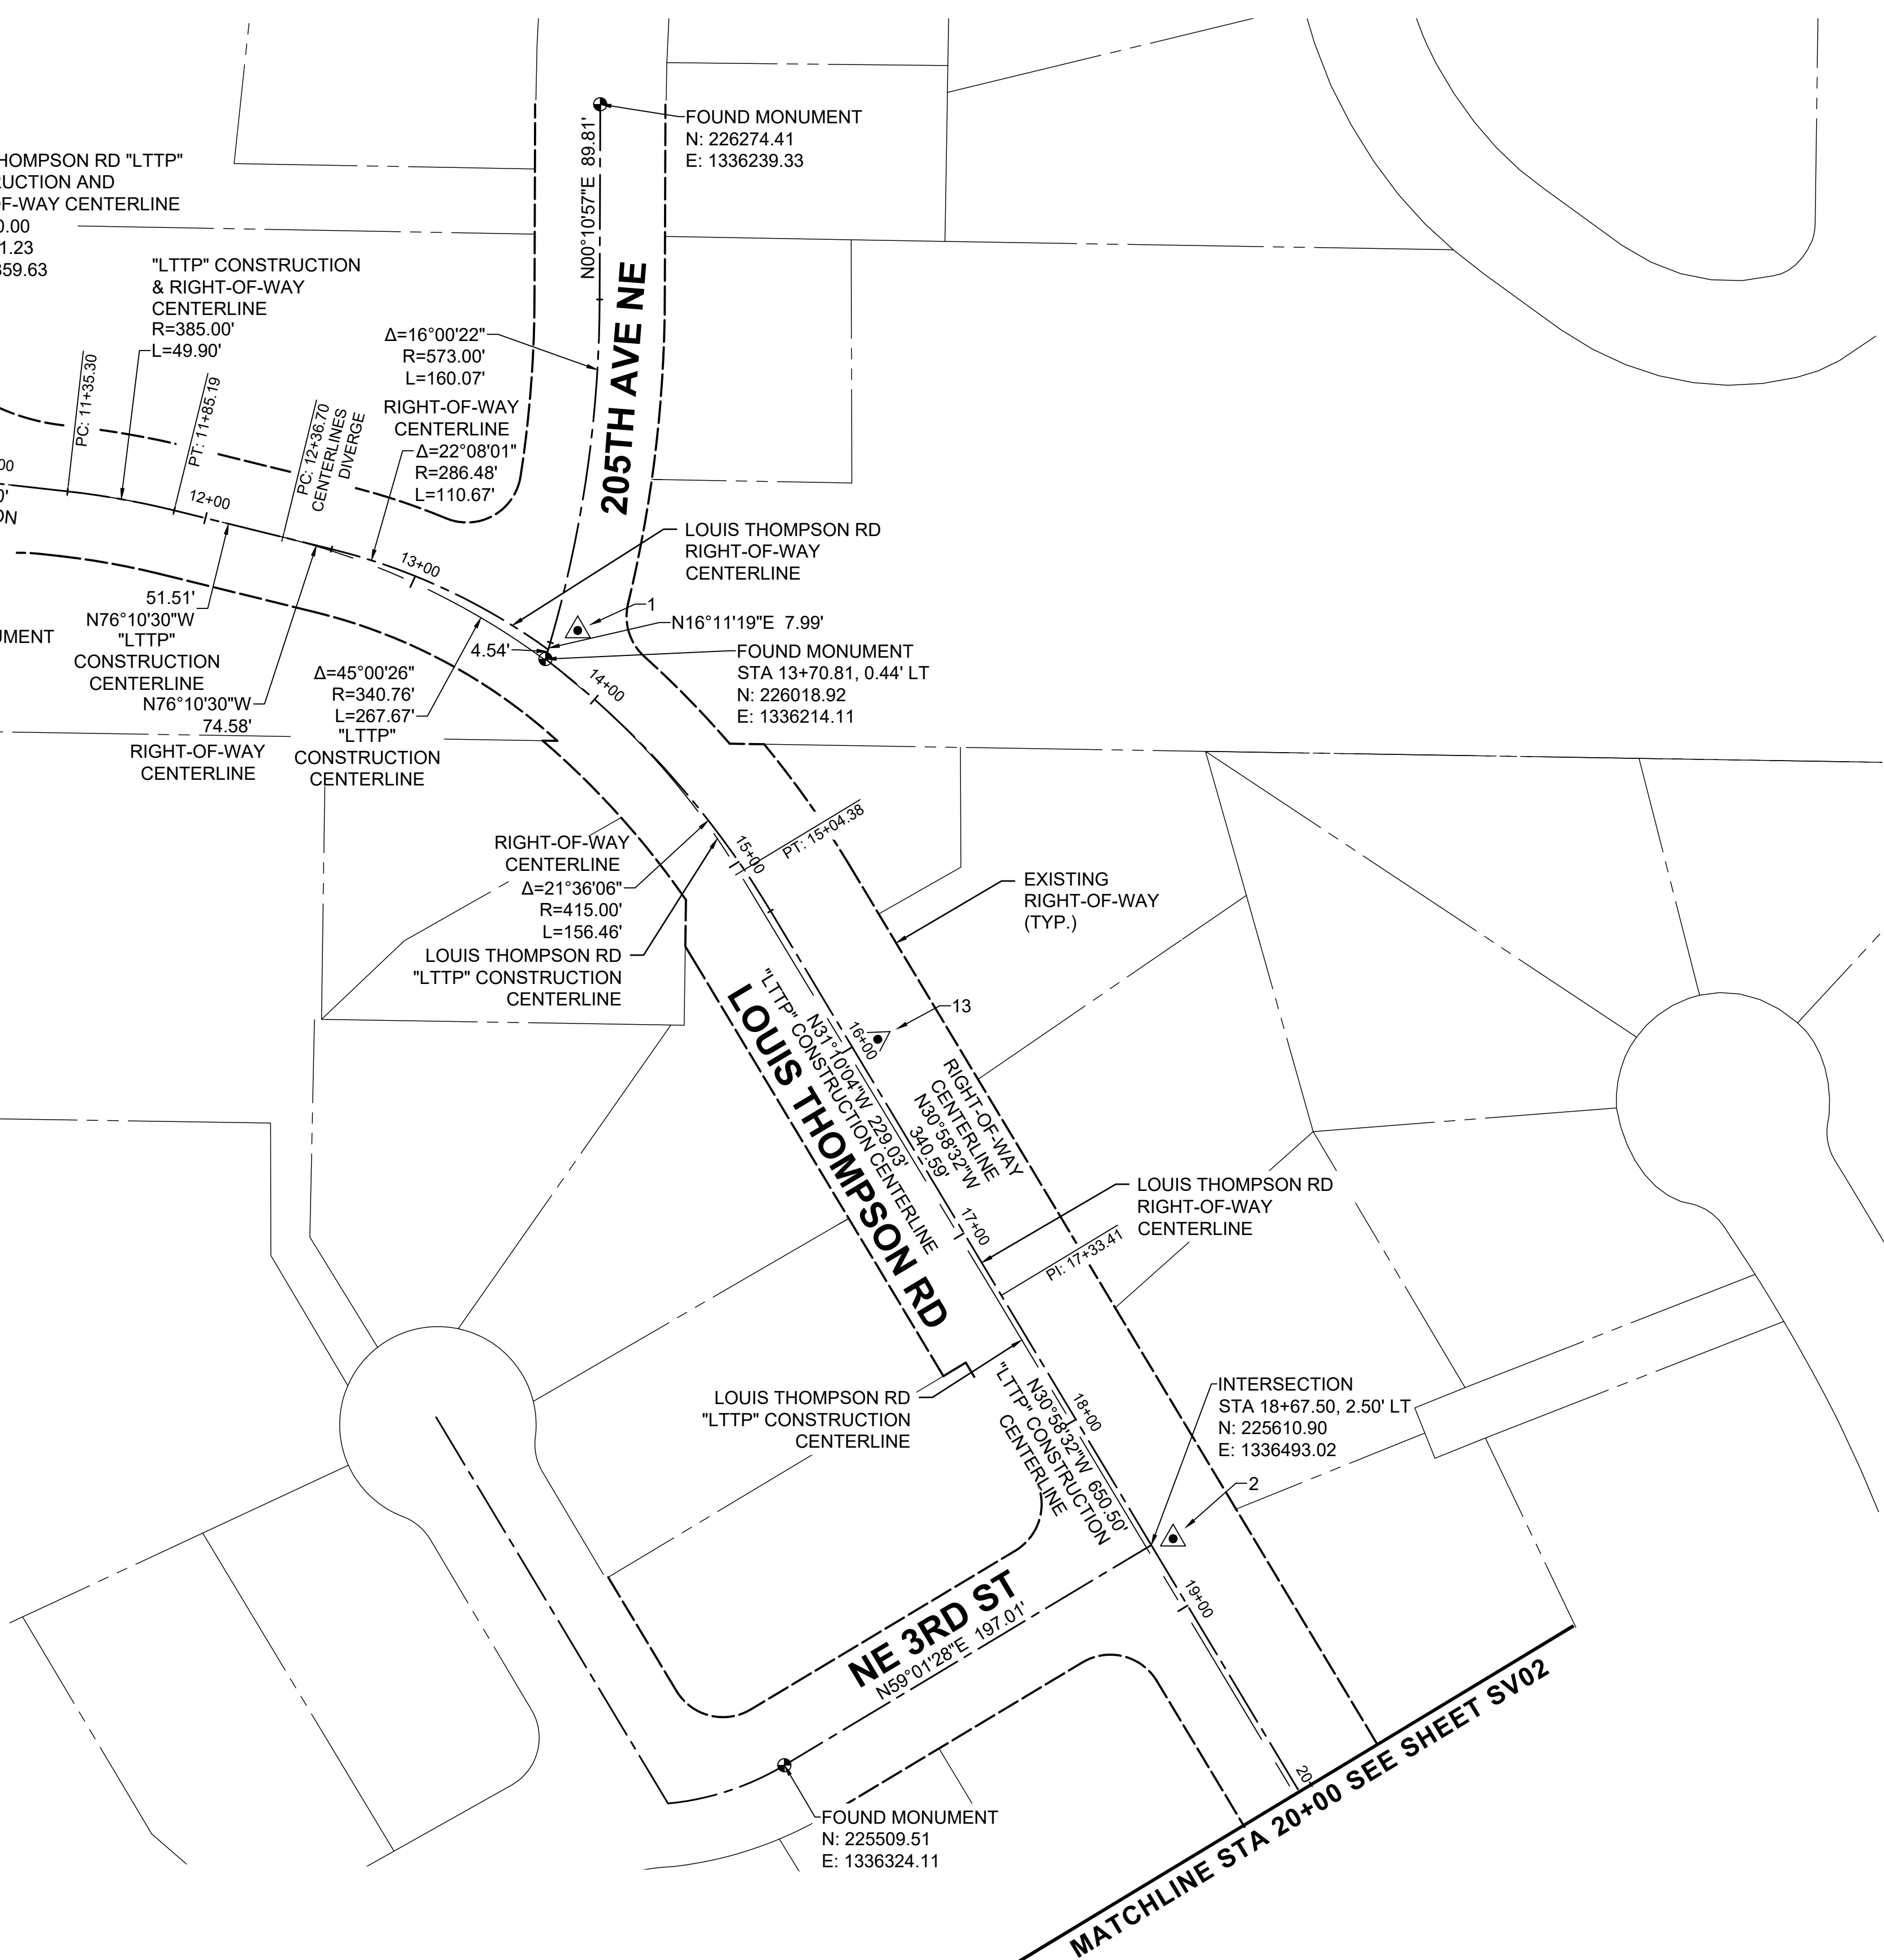 FOUND MONUMENT
N: 226274.41
E: 1336239.33
N00°10'57"E 89.81'
HOMPSON RD "LTTP"
UCTION AND
F-WAY CENTERLINE
0.00
1.23
359.63
"LTTP" CONSTRUCTION
& RIGHT-OF-WAY
CENTERLINE
R=385.00'
L=49.90'
PC: 11+35.30
PT: 11+85.19
PC: 12+36.70
CENTERLINES
DIVERGE
Δ=16°00'22"
R=573.00'
L=160.07'
RIGHT-OF-WAY
CENTERLINE
Δ=22°08'01"
R=286.48'
L=110.67'
205TH AVE NE
00
0'
ON
12+00
13+00
LOUIS THOMPSON RD
RIGHT-OF-WAY
CENTERLINE
1
N16°11'19"E 7.99'
4.54'
FOUND MONUMENT
STA 13+70.81, 0.44' LT
N: 226018.92
E: 1336214.11
UMENT
51.51'
N76°10'30"W
"LTTP"
CONSTRUCTION
CENTERLINE
N76°10'30"W
74.58'
RIGHT-OF-WAY
CENTERLINE
Δ=45°00'26"
R=340.76'
L=267.67'
"LTTP"
CONSTRUCTION
CENTERLINE
14+00
15+00
PT: 15+04.38
RIGHT-OF-WAY
CENTERLINE
Δ=21°36'06"
R=415.00'
L=156.46'
LOUIS THOMPSON RD
"LTTP" CONSTRUCTION
CENTERLINE
EXISTING
RIGHT-OF-WAY
(TYP.)
13
16+00
N31°10'04"W 229.03'
"LTTP" CONSTRUCTION CENTERLINE
LOUIS THOMPSON RD
RIGHT-OF-WAY
CENTERLINE
N30°58'32"W
340.59'
17+00
PI: 17+33.41
LOUIS THOMPSON RD
RIGHT-OF-WAY
CENTERLINE
LOUIS THOMPSON RD
"LTTP" CONSTRUCTION
CENTERLINE
18+00
N30°58'32"W 650.50'
"LTTP" CONSTRUCTION
CENTERLINE
INTERSECTION
STA 18+67.50, 2.50' LT
N: 225610.90
E: 1336493.02
2
19+00
NE 3RD ST
N59°01'28"E 197.01'
20+
FOUND MONUMENT
N: 225509.51
E: 1336324.11
MATCHLINE STA 20+00 SEE SHEET SV02